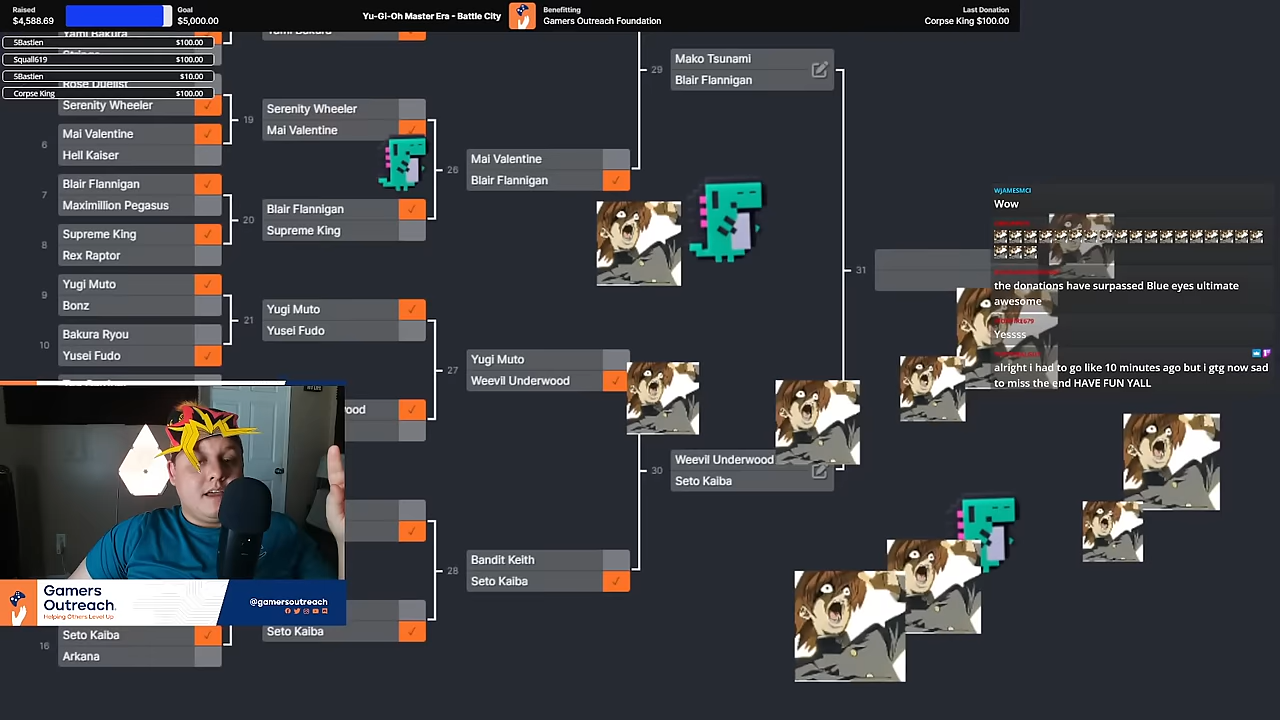 Raised
$4,588.69
Goal
$5,000.00
Yu-Gi-Oh Master Era - Battle City
Benefitting
Gamers Outreach Foundation
Last Donation
Corpse King $100.00
5Bastien $100.00
Squall619 $100.00
5Bastien $10.00
Corpse King $100.00
Yami Bakura
Rose Duelist
Serenity Wheeler
6
Mai Valentine
Hell Kaiser
7
Blair Flannigan
Maximillion Pegasus
8
Supreme King
Rex Raptor
9
Yugi Muto
Bonz
10
Bakura Ryou
Yusei Fudo
16
Seto Kaiba
Arkana
Yami Bakura
19
Serenity Wheeler
Mai Valentine
20
Blair Flannigan
Supreme King
21
Yugi Muto
Yusei Fudo
ood
Seto Kaiba
26
Mai Valentine
Blair Flannigan
27
Yugi Muto
Weevil Underwood
28
Bandit Keith
Seto Kaiba
29
Mako Tsunami
Blair Flannigan
30
Weevil Underwood
Seto Kaiba
31
WJAMESMCI
Wow
the donations have surpassed Blue eyes ultimate
awesome
Yessss
alright i had to go like 10 minutes ago but i gtg now sad
to miss the end HAVE FUN YALL
Gamers
Outreach.
Helping Others Level Up
@gamersoutreach